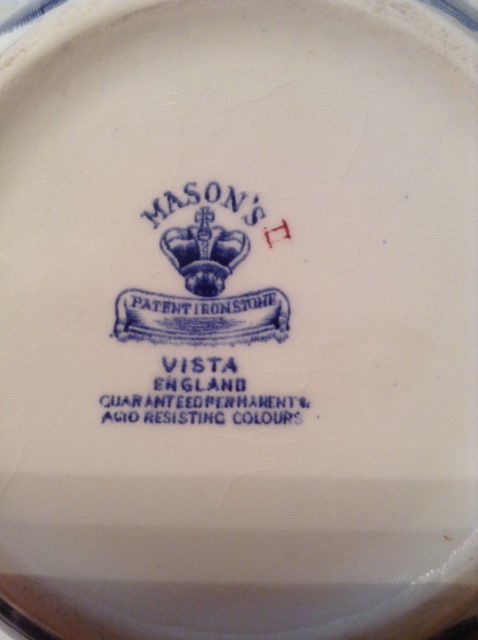 MASON'S
PATENT IRONSTONE
VISTA
ENGLAND
GUARANTEED PERMANENT &
ACID RESISTING COLOURS